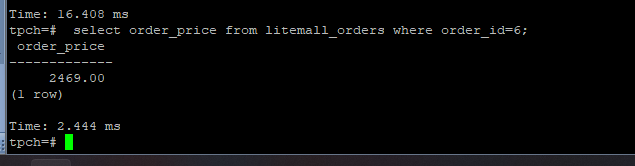 Time: 16.408 ms
tpch=#  select order_price from litemall_orders where order_id=6;
 order_price
-------------
     2469.00
(1 row)

Time: 2.444 ms
tpch=#